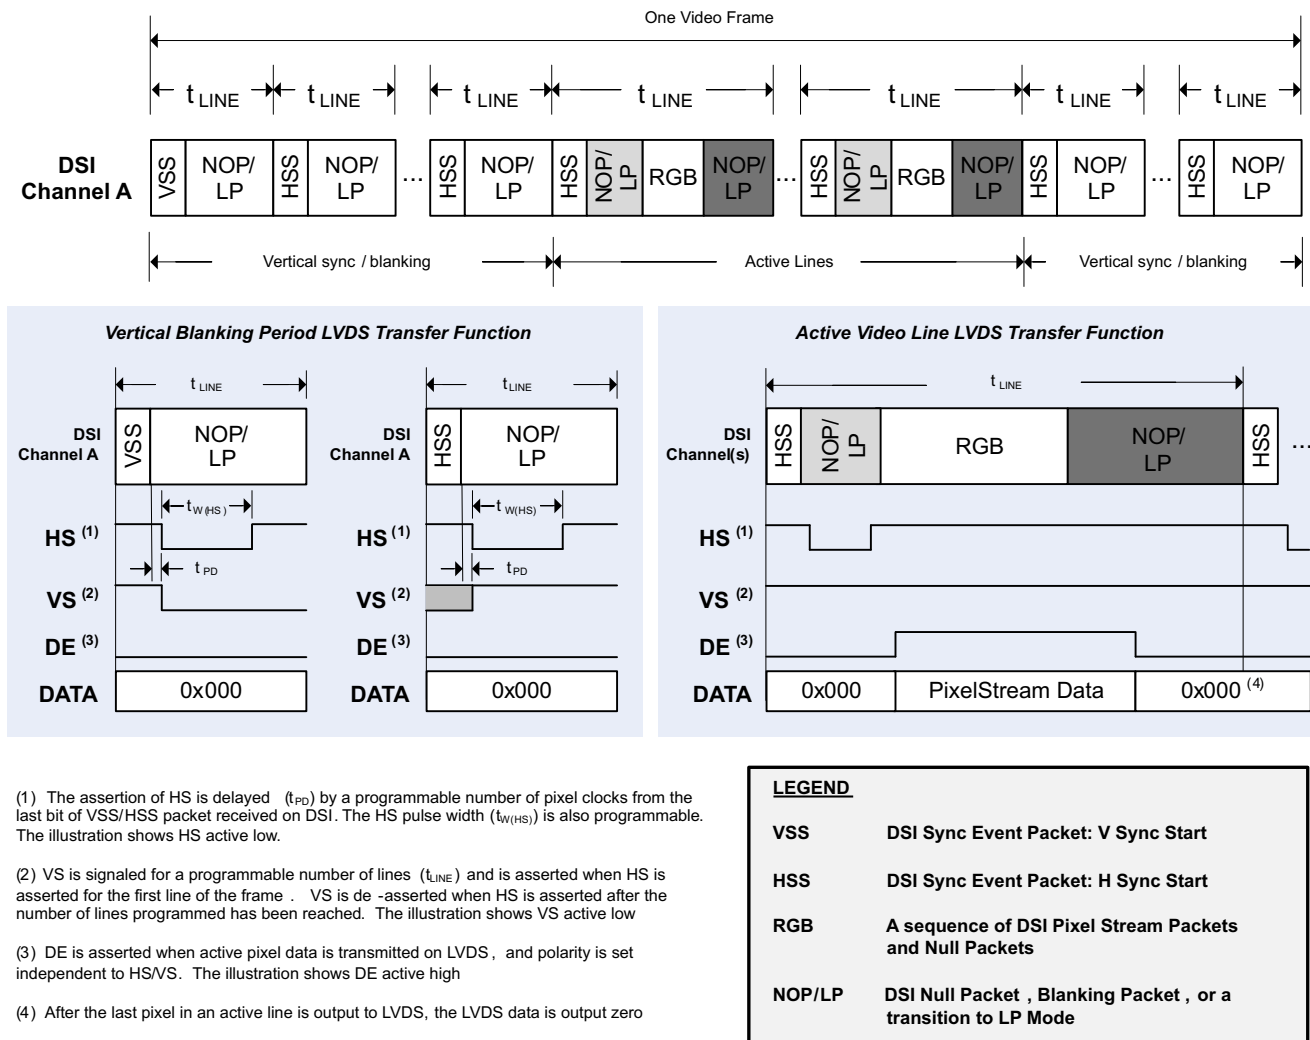 One Video Frame
t LINE t LINE t LINE t LINE t LINE t LINE t LINE
DSI
Channel A
VSS NOP/
LP HSS NOP/
LP ... HSS NOP/
LP HSS NOP/
LP RGB NOP/
LP ... HSS NOP/
LP RGB NOP/
LP HSS NOP/
LP ... HSS NOP/
LP
Vertical sync / blanking Active Lines Vertical sync / blanking
Vertical Blanking Period LVDS Transfer Function
t LINE t LINE
DSI
Channel A
VSS NOP/
LP
DSI
Channel A
HSS NOP/
LP
t W(HS) t W(HS)
HS (1) HS (1)
t PD t PD
VS (2) VS (2)
DE (3) DE (3)
DATA 0x000 DATA 0x000
Active Video Line LVDS Transfer Function
t LINE
DSI
Channel(s)
HSS NOP/
LP RGB NOP/
LP HSS ...
HS (1)
VS (2)
DE (3)
DATA 0x000 PixelStream Data 0x000 (4)
(1) The assertion of HS is delayed (tPD) by a programmable number of pixel clocks from the
last bit of VSS/HSS packet received on DSI. The HS pulse width (tW(HS)) is also programmable.
The illustration shows HS active low.
(2) VS is signaled for a programmable number of lines (tLINE) and is asserted when HS is
asserted for the first line of the frame . VS is de -asserted when HS is asserted after the
number of lines programmed has been reached. The illustration shows VS active low
(3) DE is asserted when active pixel data is transmitted on LVDS , and polarity is set
independent to HS/VS. The illustration shows DE active high
(4) After the last pixel in an active line is output to LVDS, the LVDS data is output zero
LEGEND
VSS DSI Sync Event Packet: V Sync Start
HSS DSI Sync Event Packet: H Sync Start
RGB A sequence of DSI Pixel Stream Packets
and Null Packets
NOP/LP DSI Null Packet , Blanking Packet , or a
transition to LP Mode